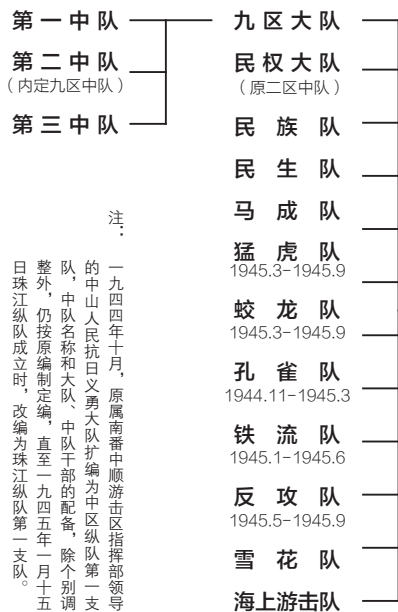 第一中队
第二中队
（内定九区中队）
第三中队
九区大队
民权大队
（原二区中队）
民族队
民生队
马成队
猛虎队
1945.3-1945.9
蛟龙队
1945.3-1945.9
孔雀队
1944.11-1945.3
铁流队
1945.1-1945.6
反攻队
1945.5-1945.9
雪花队
海上游击队
注：
一九四四年十月，原属南番中顺游击区指挥部领导
的中山人民抗日义勇大队扩编为中区纵队第一支
队，中队名称和大队、中队干部的配备，除个别调
整外，仍按原编制定编，直至一九四五年一月十五
日珠江纵队成立时，改编为珠江纵队第一支队。